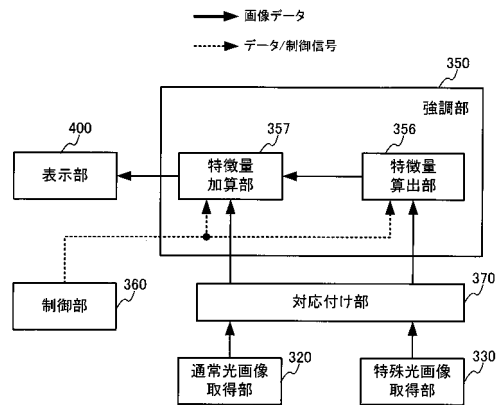 画像データ
データ/制御信号
350
強調部
400
表示部
357
特徴量
加算部
356
特徴量
算出部
制御部
360
対応付け部
370
通常光画像
取得部
320
特殊光画像
取得部
330